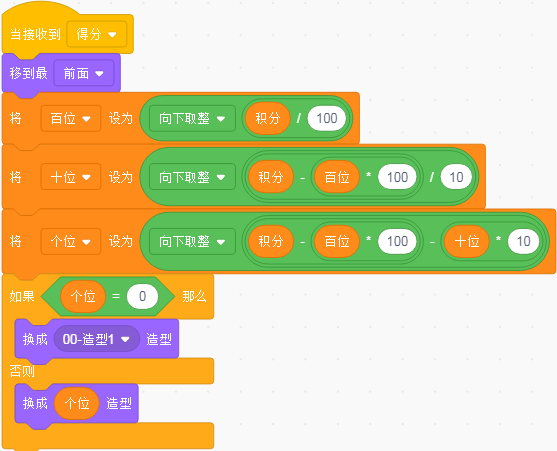 当接收到 得分
移到最 前面
将 百位 设为 向下取整 积分 / 100
将 十位 设为 向下取整 积分 - 百位 * 100 / 10
将 个位 设为 向下取整 积分 - 百位 * 100 - 十位 * 10
如果 个位 = 0 那么
换成 00-造型1 造型
否则
换成 个位 造型